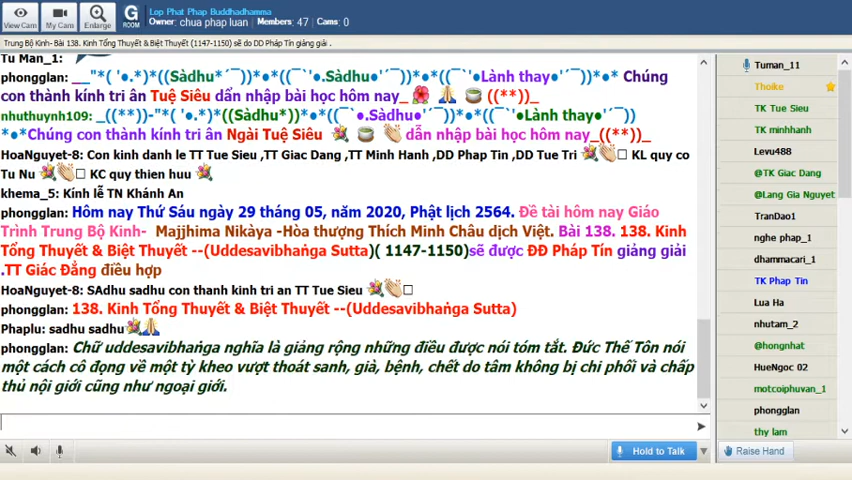 Lop Phat Phap Buddhadhamma
Owner: chua phap luan Members: 47 Cams: 0
View Cam My Cam Enlarge G ROOM
Trung Bộ Kinh- Bài 138. Kinh Tổng Thuyết & Biệt Thuyết (1147-1150) sẽ do DD Pháp Tín giảng giải .
Tu Man_1:
phongglan: __"*( '●.*)*((Sàdhu*´¯))*●*((¯`'●.Sàdhu●'´¯))*●*((¯`'●Lành thay●'´¯))*●* Chúng
con thành kính tri ân Tuệ Siêu dẩn nhập bài học hôm nay_ 🌺 🙏 🍵 ((**))_
nhuthuynh109: _((**))-"*( '●.*)*((Sàdhu*))*●*((¯`●.Sàdhu●'´¯))*●*((¯`'●Lành thay●'´¯))
*●*Chúng con thành kính tri ân Ngài Tuệ Siêu 💐 🍵 👏 dẫn nhập bài học hôm nay_((**))_
HoaNguyet-8: Con kinh danh le TT Tue Sieu ,TT Giac Dang ,TT Minh Hanh ,DD Phap Tin ,DD Tue Tri 💐👏□ KL quy co
Tu Nu 💐👏□ KC quy thien huu 💐
khema_5: Kính lễ TN Khánh An
phongglan: Hôm nay Thứ Sáu ngày 29 tháng 05, năm 2020, Phật lịch 2564. Đề tài hôm nay Giáo
Trình Trung Bộ Kinh- Majjhima Nikàya -Hòa thượng Thích Minh Châu dịch Việt. Bài 138. 138. Kinh
Tổng Thuyết & Biệt Thuyết --(Uddesavibhaṅga Sutta)( 1147-1150)sẽ được ĐĐ Pháp Tín giảng giải
.TT Giác Đẳng điều hợp
HoaNguyet-8: SAdhu sadhu con thanh kinh tri an TT Tue Sieu 💐👏□
phongglan: 138. Kinh Tổng Thuyết & Biệt Thuyết --(Uddesavibhaṅga Sutta)
Phaplu: sadhu sadhu💐🙏
phongglan: Chữ uddesavibhaṅga nghĩa là giảng rộng những điều được nói tóm tắt. Đức Thế Tôn nói
một cách cô đọng về một tỳ kheo vượt thoát sanh, già, bệnh, chết do tâm không bị chi phối và chấp
thủ nội giới cũng như ngoại giới.
Tuman_11
Thoike
TK Tue Sieu
TK minhhanh
Levu488
@TK Giac Dang
@Lang Gia Nguyet
TranDao1
nghe phap_1
dhammacari_1
TK Phap Tin
Lua Ha
nhutam_2
@hongnhat
HueNgoc 02
motcoiphuvan_1
phongglan
thy lam
Hold to Talk
Raise Hand